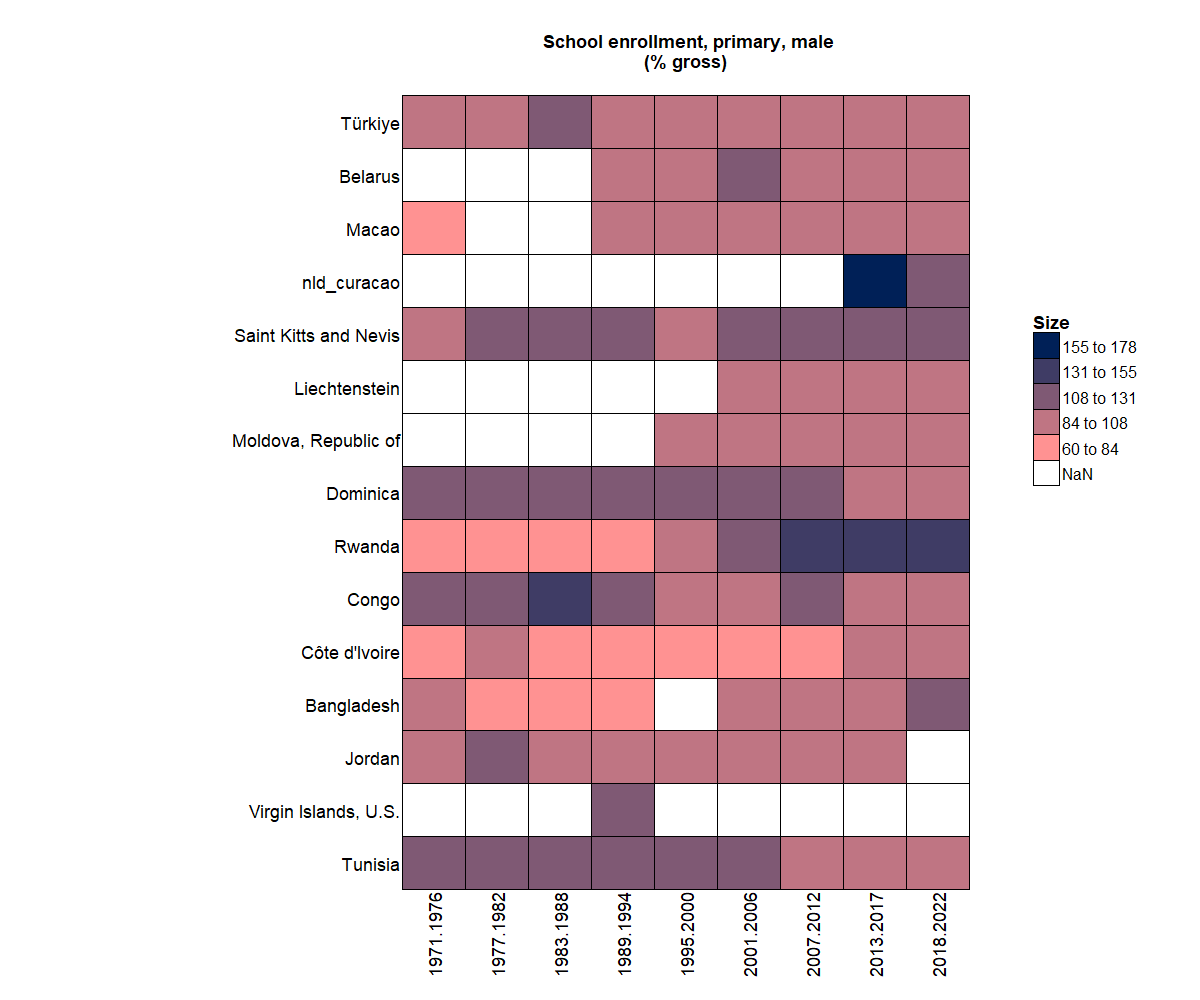 School enrollment, primary, male
(% gross)
Türkiye
Belarus
Macao
nld_curacao
Saint Kitts and Nevis
Liechtenstein
Moldova, Republic of
Dominica
Rwanda
Congo
Côte d'Ivoire
Bangladesh
Jordan
Virgin Islands, U.S.
Tunisia
1971.1976
1977.1982
1983.1988
1989.1994
1995.2000
2001.2006
2007.2012
2013.2017
2018.2022
Size
155 to 178
131 to 155
108 to 131
84 to 108
60 to 84
NaN